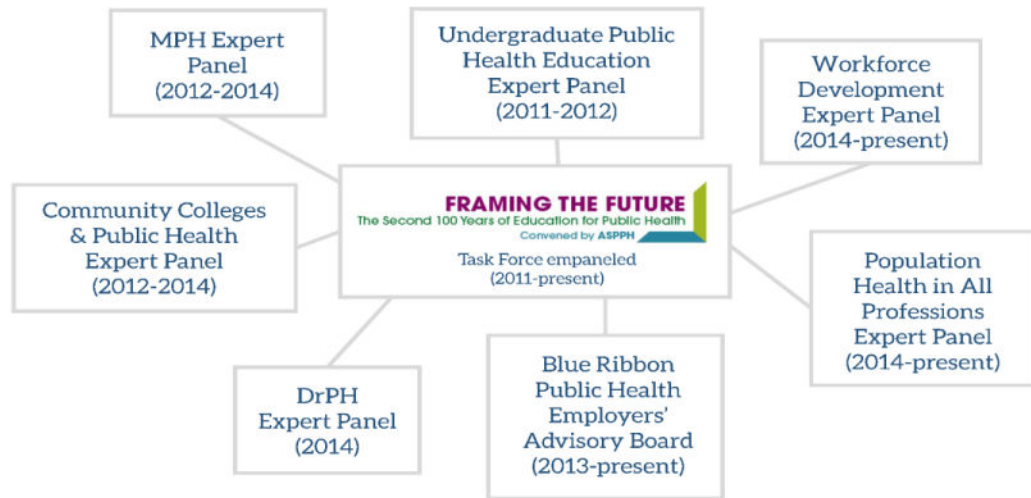 MPH Expert
Panel
(2012-2014)
Undergraduate Public
Health Education
Expert Panel
(2011-2012)
Workforce
Development
Expert Panel
(2014-present)
Community Colleges
& Public Health
Expert Panel
(2012-2014)
FRAMING THE FUTURE
The Second 100 Years of Education for Public Health
Convened by ASPPH
Task Force empaneled
(2011-present)
Population
Health in All
Professions
Expert Panel
(2014-present)
DrPH
Expert Panel
(2014)
Blue Ribbon
Public Health
Employers'
Advisory Board
(2013-present)